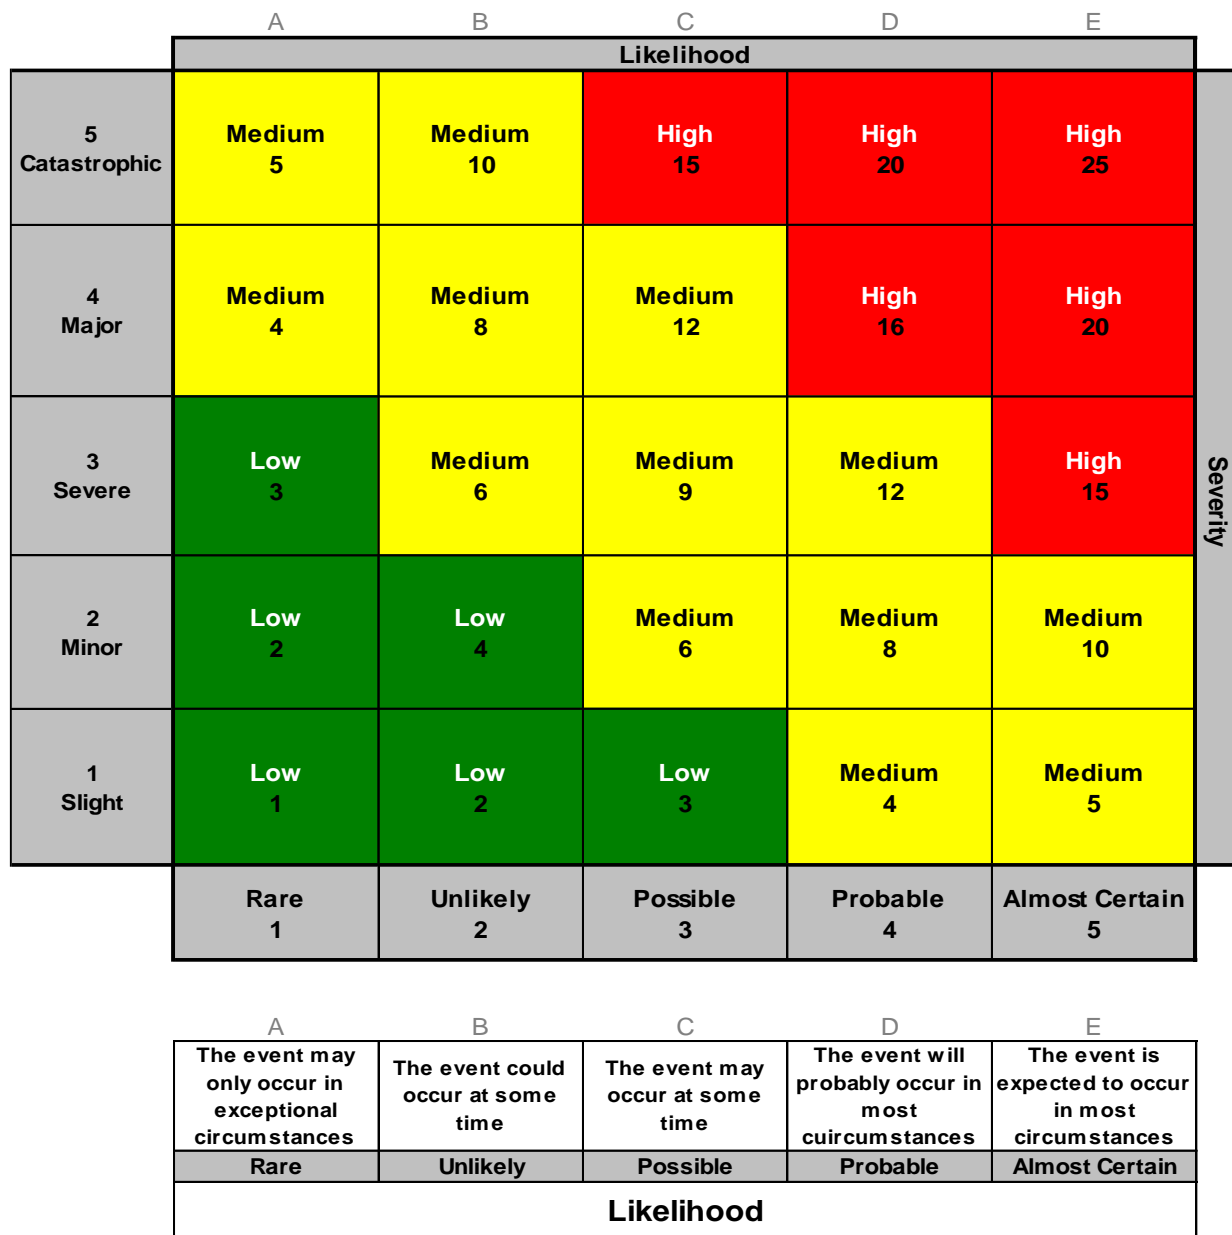 A B C D E
Likelihood
5 Medium Medium High High High
Catastrophic 5 10 15 20 25
4 Medium Medium Medium High High
Major 4 8 12 16 20
3 Low Medium Medium Medium High
Severe 3 6 9 12 15
Severity
2 Low Low Medium Medium Medium
Minor 2 4 6 8 10
1 Low Low Low Medium Medium
Slight 1 2 3 4 5
Rare Unlikely Possible Probable Almost Certain
1 2 3 4 5
A B C D E
The event may
only occur in
exceptional
circumstances
The event could
occur at some
time
The event may
occur at some
time
The event will
probably occur in
most
cuircumstances
The event is
expected to occur
in most
circumstances
Rare Unlikely Possible Probable Almost Certain
Likelihood